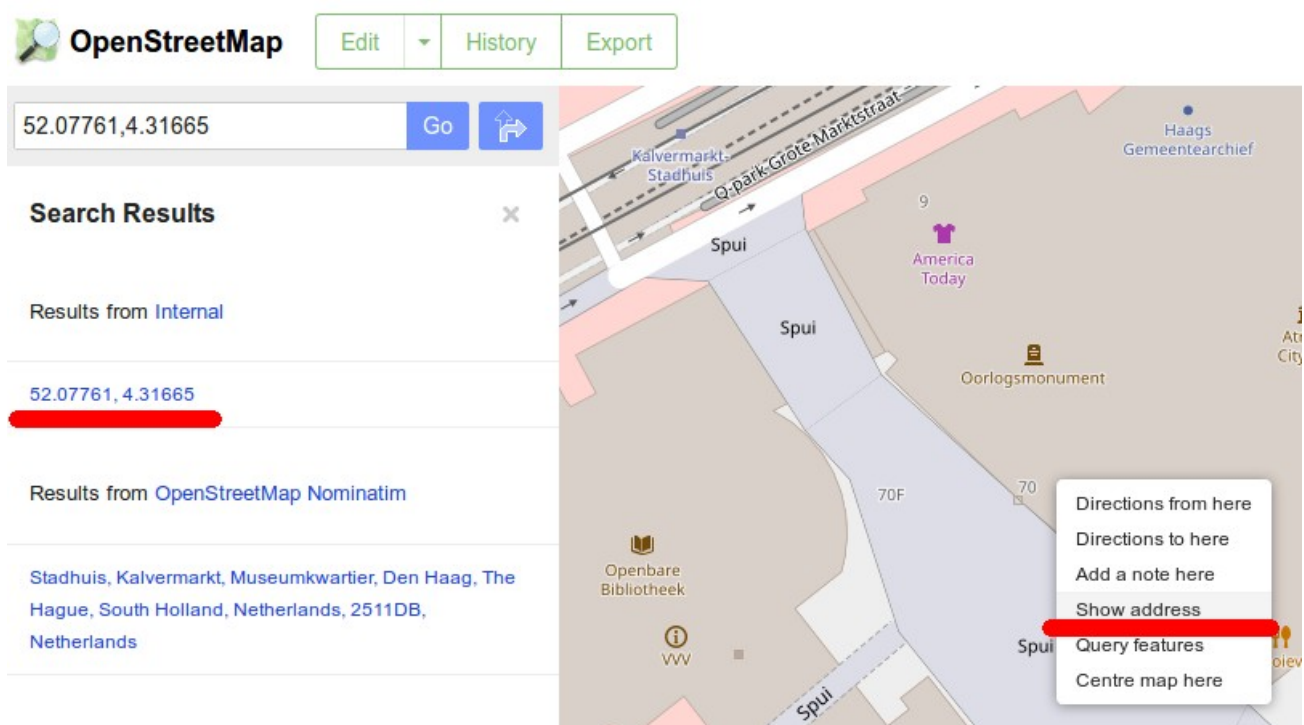 OpenStreetMap
Edit
History
Export
52.07761,4.31665
Go
Search Results
×
Results from Internal
52.07761, 4.31665
Results from OpenStreetMap Nominatim
Stadhuis, Kalvermarkt, Museumkwartier, Den Haag, The
Hague, South Holland, Netherlands, 2511DB,
Netherlands
Q-park Grote Marktstraat
Kalvermarkt-
Stadhuis
Haags
Gemeentearchief
9
Spui
America
Today
Spui
Oorlogsmonument
70F
70
Openbare
Bibliotheek
VVV
Spui
Spui
Directions from here
Directions to here
Add a note here
Show address
Query features
Centre map here